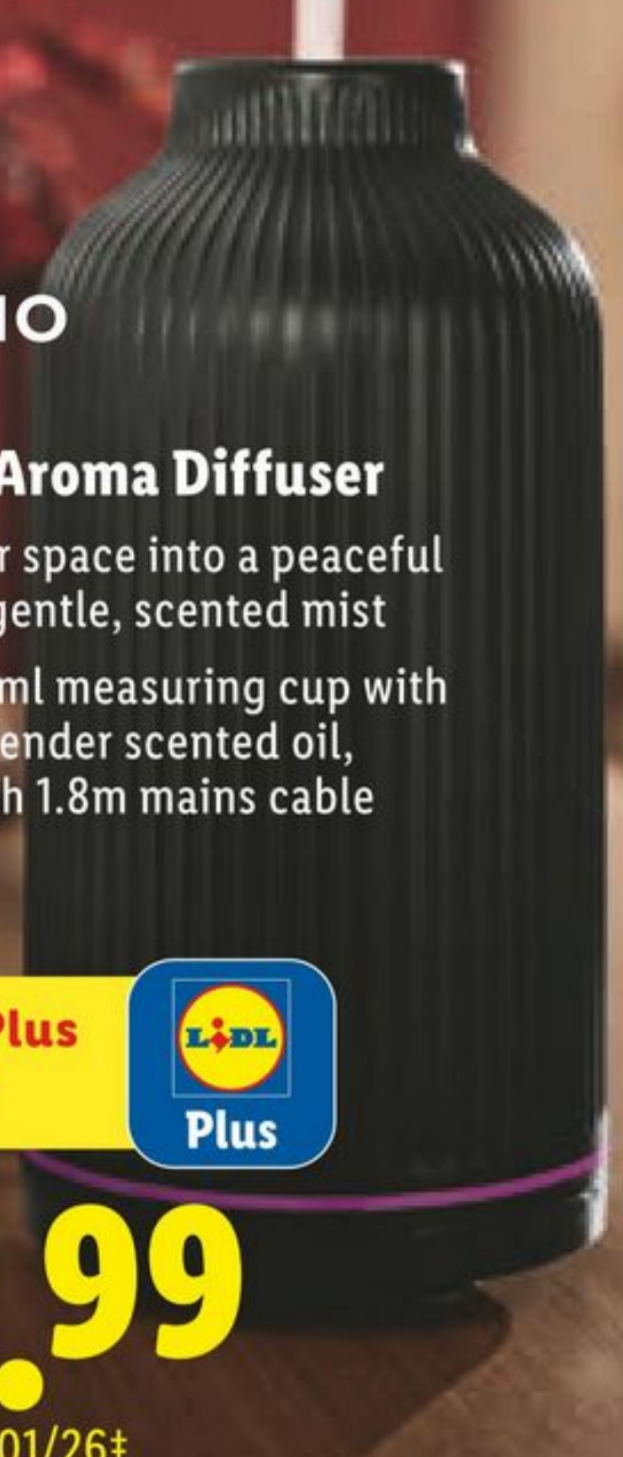 IO
Aroma Diffuser
r space into a peaceful
gentle, scented mist
ml measuring cup with
ender scented oil,
h 1.8m mains cable
Plus
LIDL
Plus
.99
01/26‡